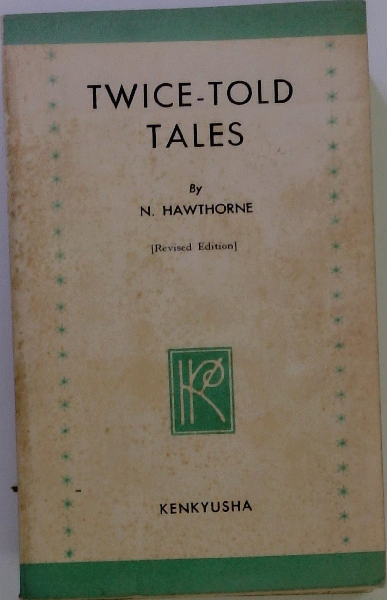 TWICE-TOLD
TALES
By
N. HAWTHORNE
[Revised Edition]
KENKYUSHA